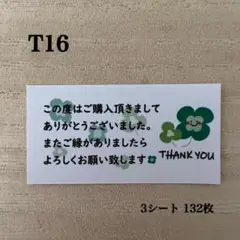 T16
この度はご購入頂きまして
ありがとうございました。
またご縁がありましたら
よろしくお願い致します
THANK YOU
3シート 132枚